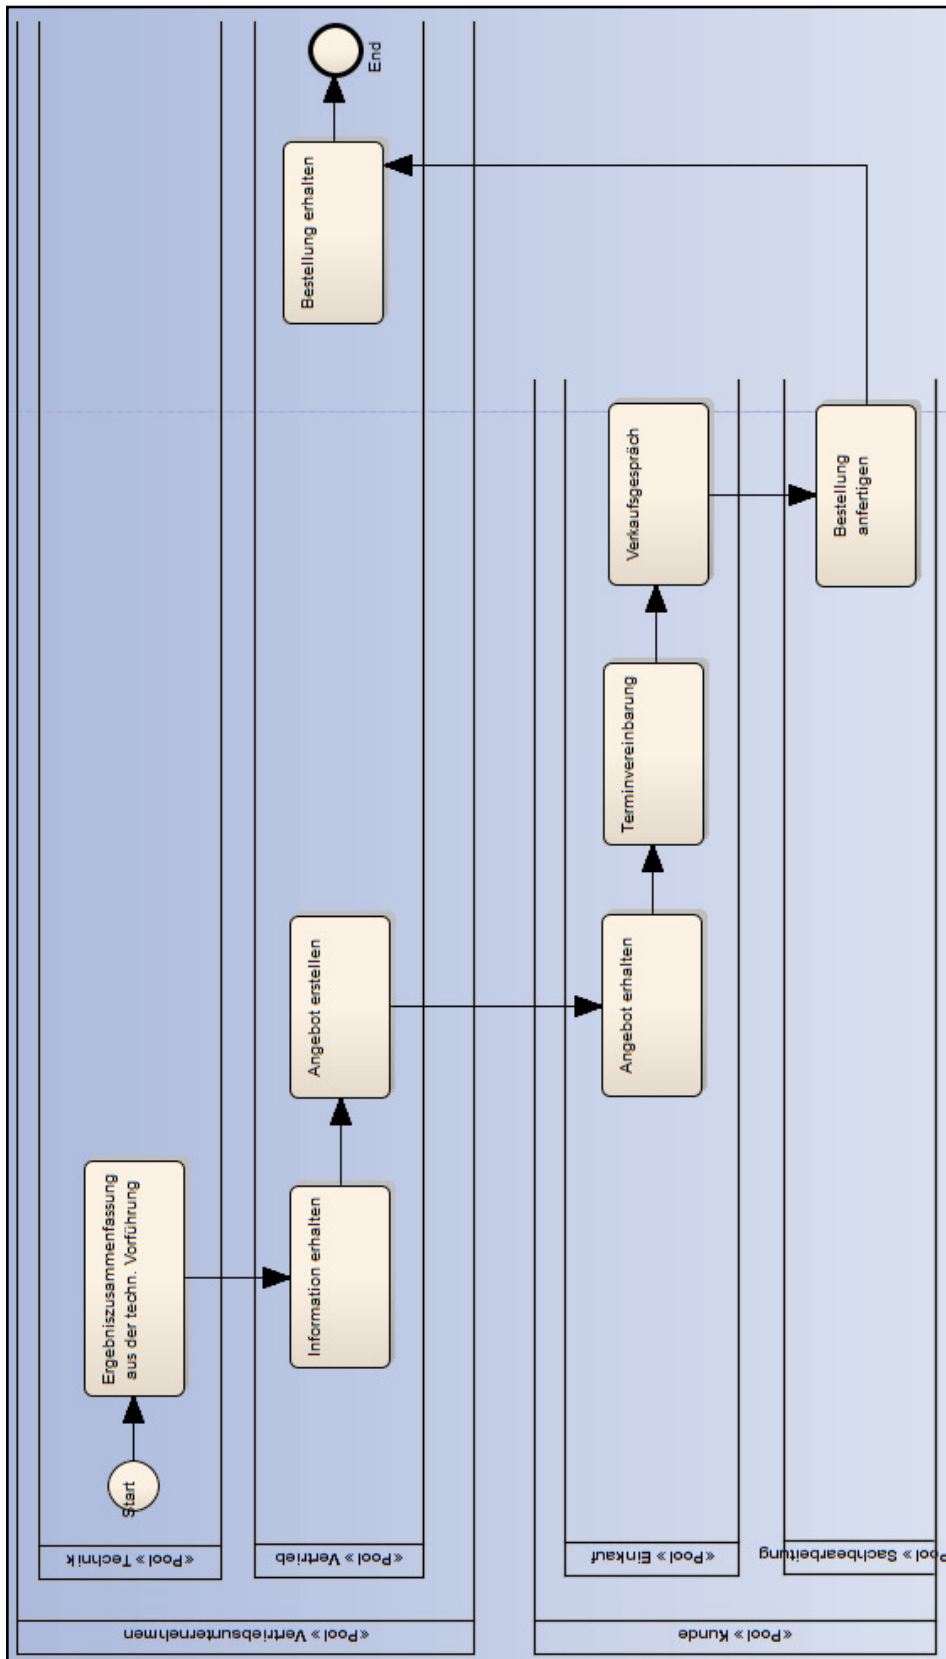 «Pool» Vertriebsunternehmen
«Pool» Technik
Start
Ergebniszusammenfassung
aus der techn. Vorführung
«Pool» Vertrieb
Information erhalten
Angebot erstellen
Bestellung erhalten
End
«Pool» Kunde
«Pool» Einkauf
Angebot erhalten
Terminvereinbarung
Verkaufsgespräch
Pool» Sachbearbeitung
Bestellung
anfertigen